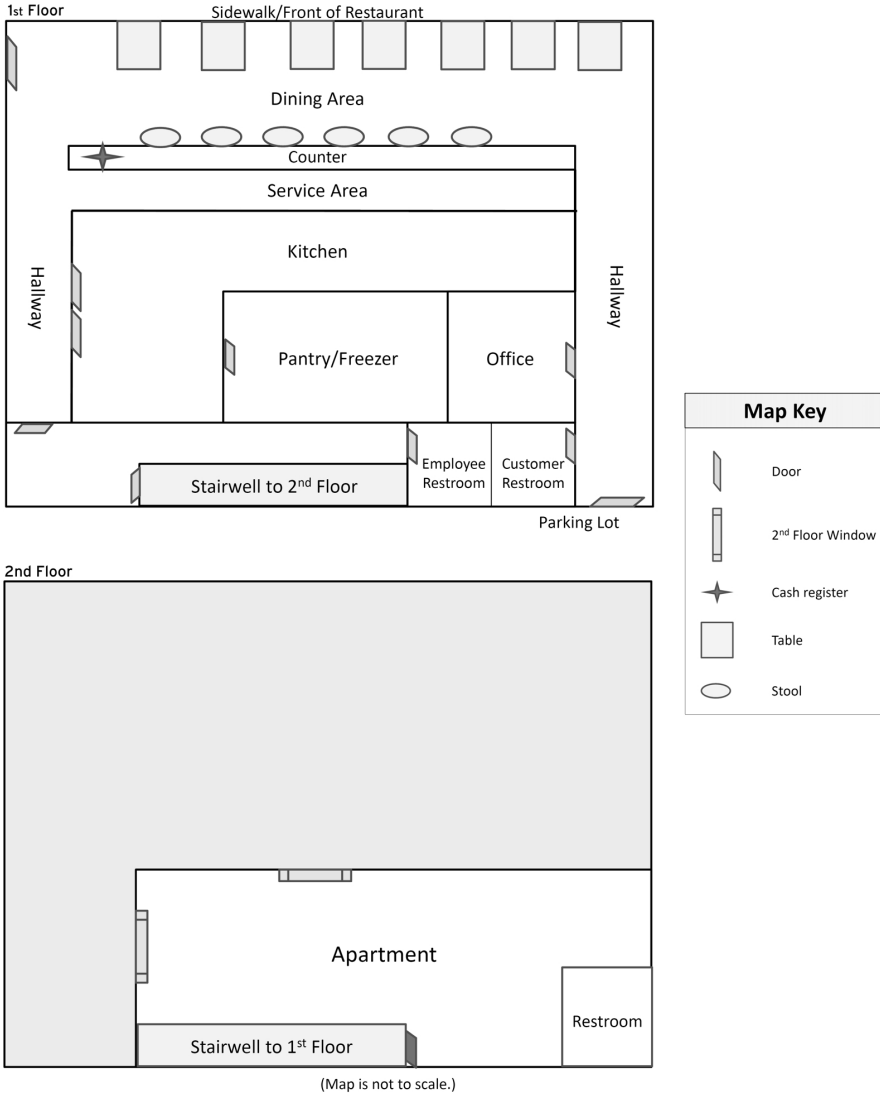 1st Floor
Sidewalk/Front of Restaurant
Dining Area
Counter
Service Area
Kitchen
Hallway
Hallway
Pantry/Freezer
Office
Employee
Restroom
Customer
Restroom
Stairwell to 2nd Floor
Parking Lot
Map Key
Door
2nd Floor Window
Cash register
Table
Stool
2nd Floor
Apartment
Restroom
Stairwell to 1st Floor
(Map is not to scale.)